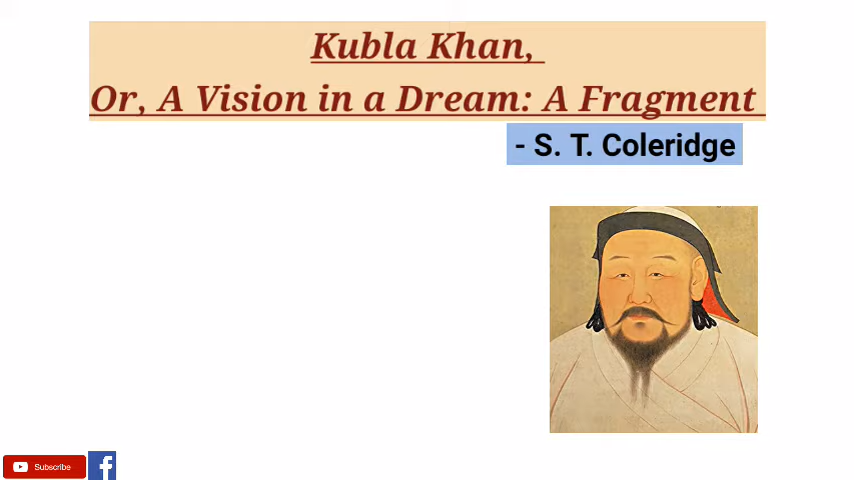 Kubla Khan,
Or, A Vision in a Dream: A Fragment
- S. T. Coleridge
Subscribe